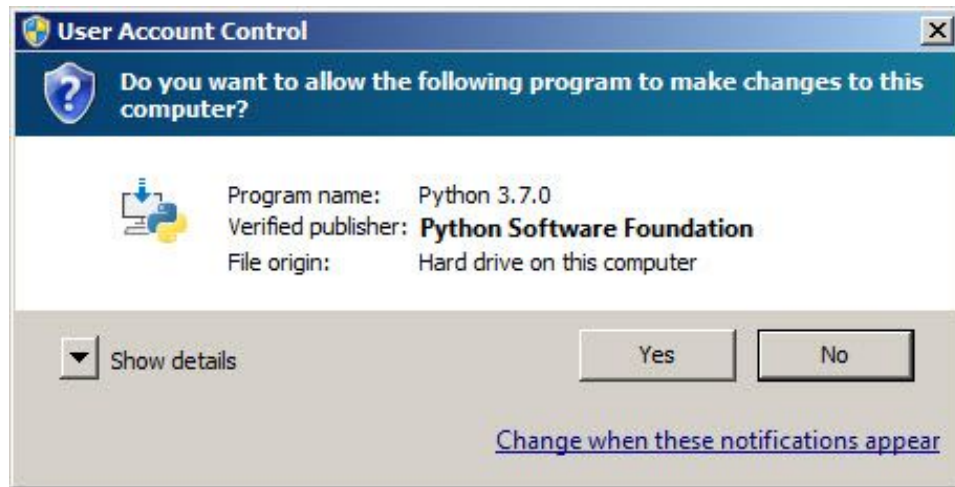 User Account Control
Do you want to allow the following program to make changes to this
computer?
Program name: Python 3.7.0
Verified publisher: Python Software Foundation
File origin: Hard drive on this computer
Show details Yes No
Change when these notifications appear